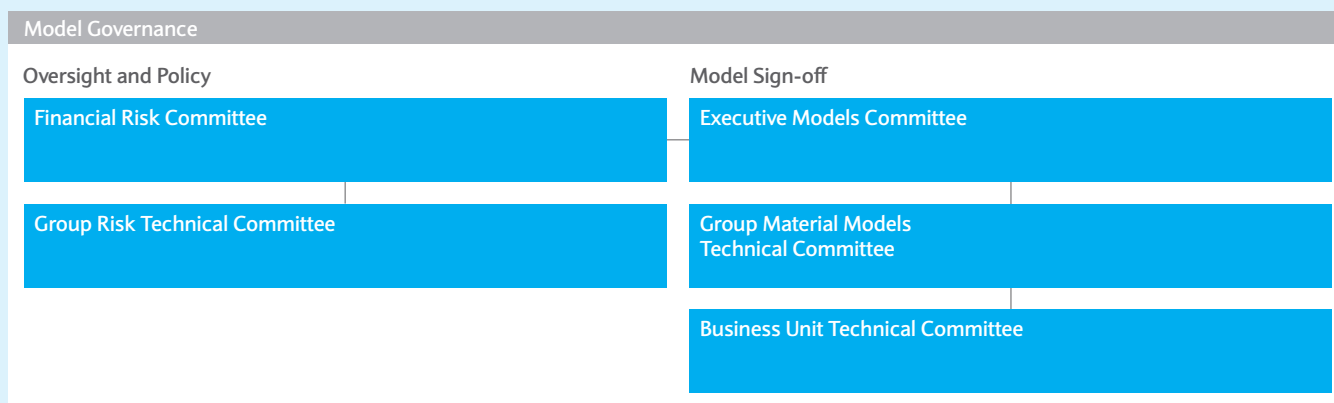 Model Governance
Oversight and Policy
Financial Risk Committee
Group Risk Technical Committee
Model Sign-off
Executive Models Committee
Group Material Models
Technical Committee
Business Unit Technical Committee